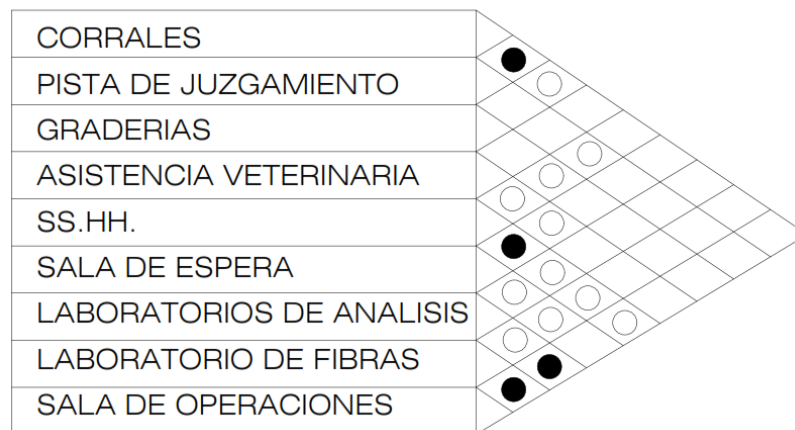 CORRALES
PISTA DE JUZGAMIENTO
GRADERIAS
ASISTENCIA VETERINARIA
SS.HH.
SALA DE ESPERA
LABORATORIOS DE ANALISIS
LABORATORIO DE FIBRAS
SALA DE OPERACIONES